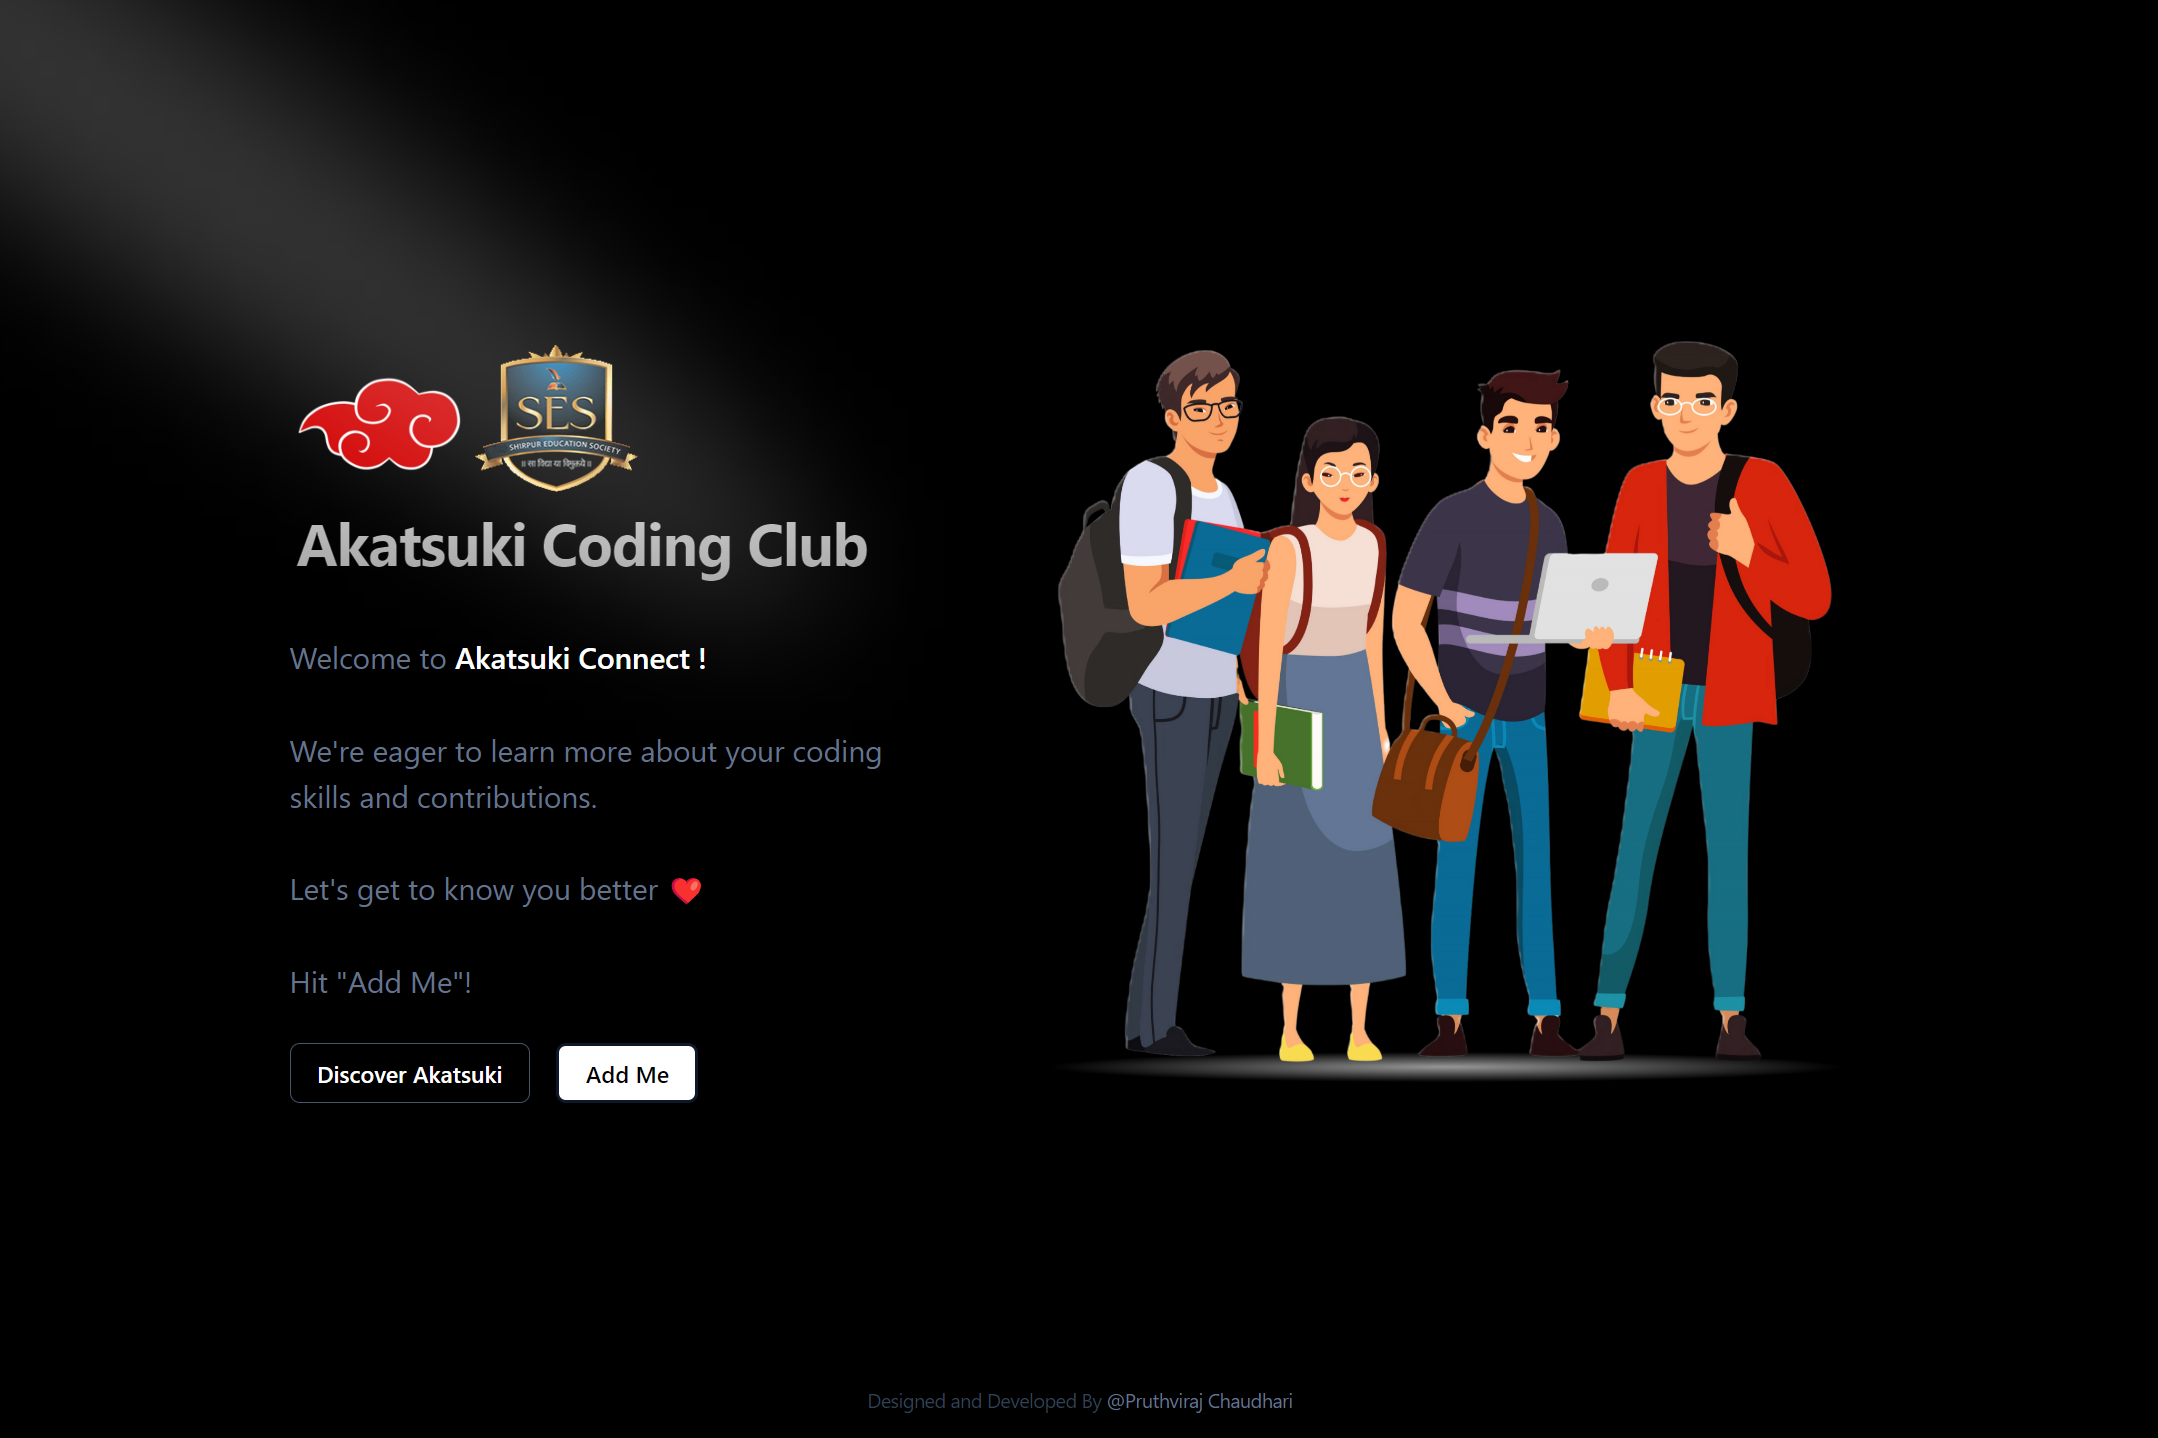 SES
SHIRPUR EDUCATION SOCIETY
॥ सा विद्या या विमुक्तये ॥
Akatsuki Coding Club
Welcome to Akatsuki Connect !
We're eager to learn more about your coding
skills and contributions.
Let's get to know you better ❤️
Hit "Add Me"!
Discover Akatsuki
Add Me
Designed and Developed By @Pruthviraj Chaudhari